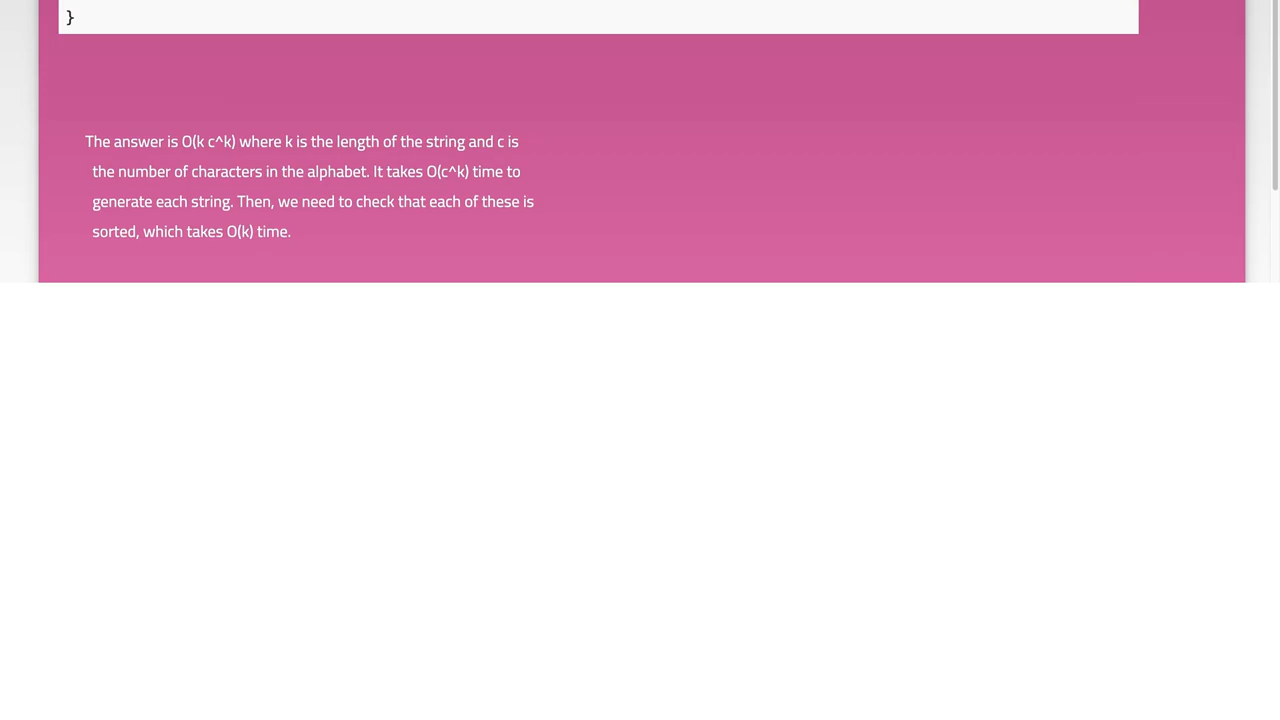 }
The answer is O(k c^k) where k is the length of the string and c is
the number of characters in the alphabet. It takes O(c^k) time to
generate each string. Then, we need to check that each of these is
sorted, which takes O(k) time.